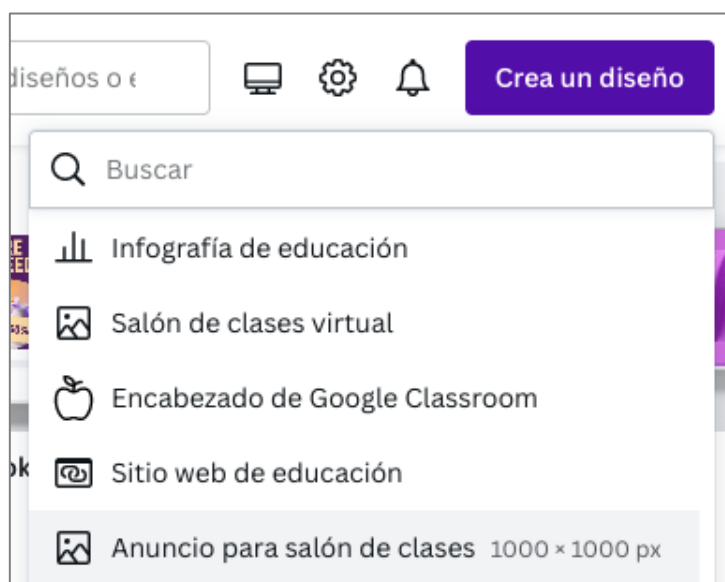 diseños o e
Crea un diseño
Buscar
Infografía de educación
Salón de clases virtual
Encabezado de Google Classroom
Sitio web de educación
Anuncio para salón de clases 1000 × 1000 px